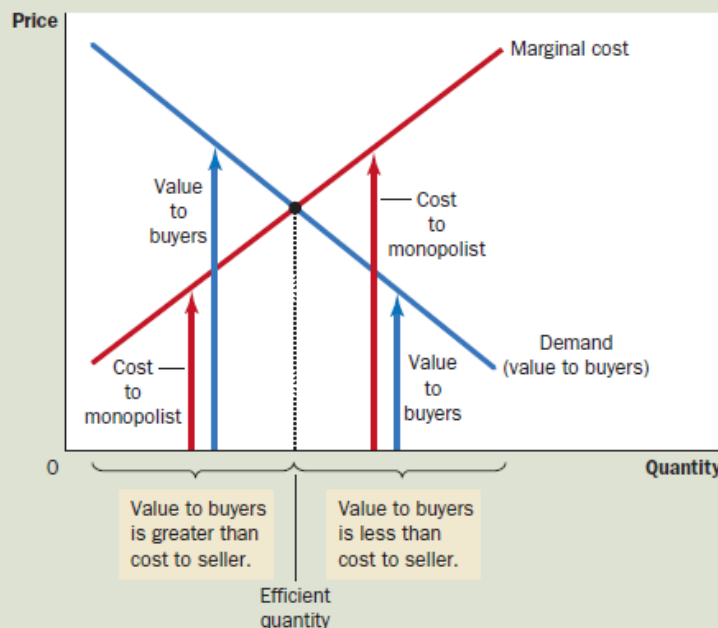 Price
Marginal cost
Value
to
buyers
Cost
to
monopolist
Cost
to
monopolist
Value
to
buyers
Demand
(value to buyers)
0
Quantity
Value to buyers
is greater than
cost to seller.
Value to buyers
is less than
cost to seller.
Efficient
quantity